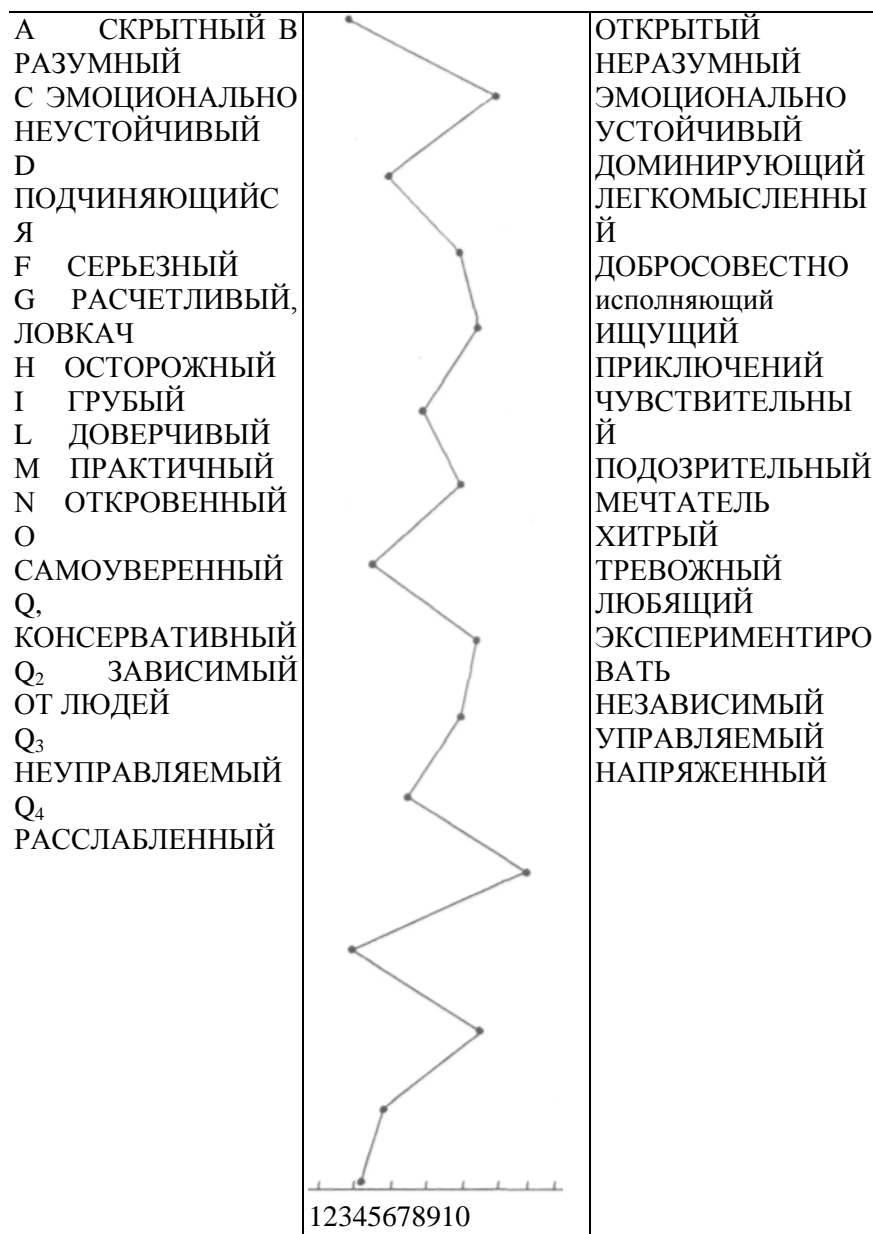 А СКРЫТНЫЙ В
РАЗУМНЫЙ
С ЭМОЦИОНАЛЬНО
НЕУСТОЙЧИВЫЙ
D
ПОДЧИНЯЮЩИЙС
Я
F СЕРЬЕЗНЫЙ
G РАСЧЕТЛИВЫЙ,
ЛОВКАЧ
Н ОСТОРОЖНЫЙ
I ГРУБЫЙ
L ДОВЕРЧИВЫЙ
М ПРАКТИЧНЫЙ
N ОТКРОВЕННЫЙ
О
САМОУВЕРЕННЫЙ
Q,
КОНСЕРВАТИВНЫЙ
Q₂ ЗАВИСИМЫЙ
ОТ ЛЮДЕЙ
Q₃
НЕУПРАВЛЯЕМЫЙ
Q₄
РАССЛАБЛЕННЫЙ
12345678910
ОТКРЫТЫЙ
НЕРАЗУМНЫЙ
ЭМОЦИОНАЛЬНО
УСТОЙЧИВЫЙ
ДОМИНИРУЮЩИЙ
ЛЕГКОМЫСЛЕННЫ
Й
ДОБРОСОВЕСТНО
исполняющий
ИЩУЩИЙ
ПРИКЛЮЧЕНИЙ
ЧУВСТВИТЕЛЬНЫ
Й
ПОДОЗРИТЕЛЬНЫЙ
МЕЧТАТЕЛЬ
ХИТРЫЙ
ТРЕВОЖНЫЙ
ЛЮБЯЩИЙ
ЭКСПЕРИМЕНТИРО
ВАТЬ
НЕЗАВИСИМЫЙ
УПРАВЛЯЕМЫЙ
НАПРЯЖЕННЫЙ